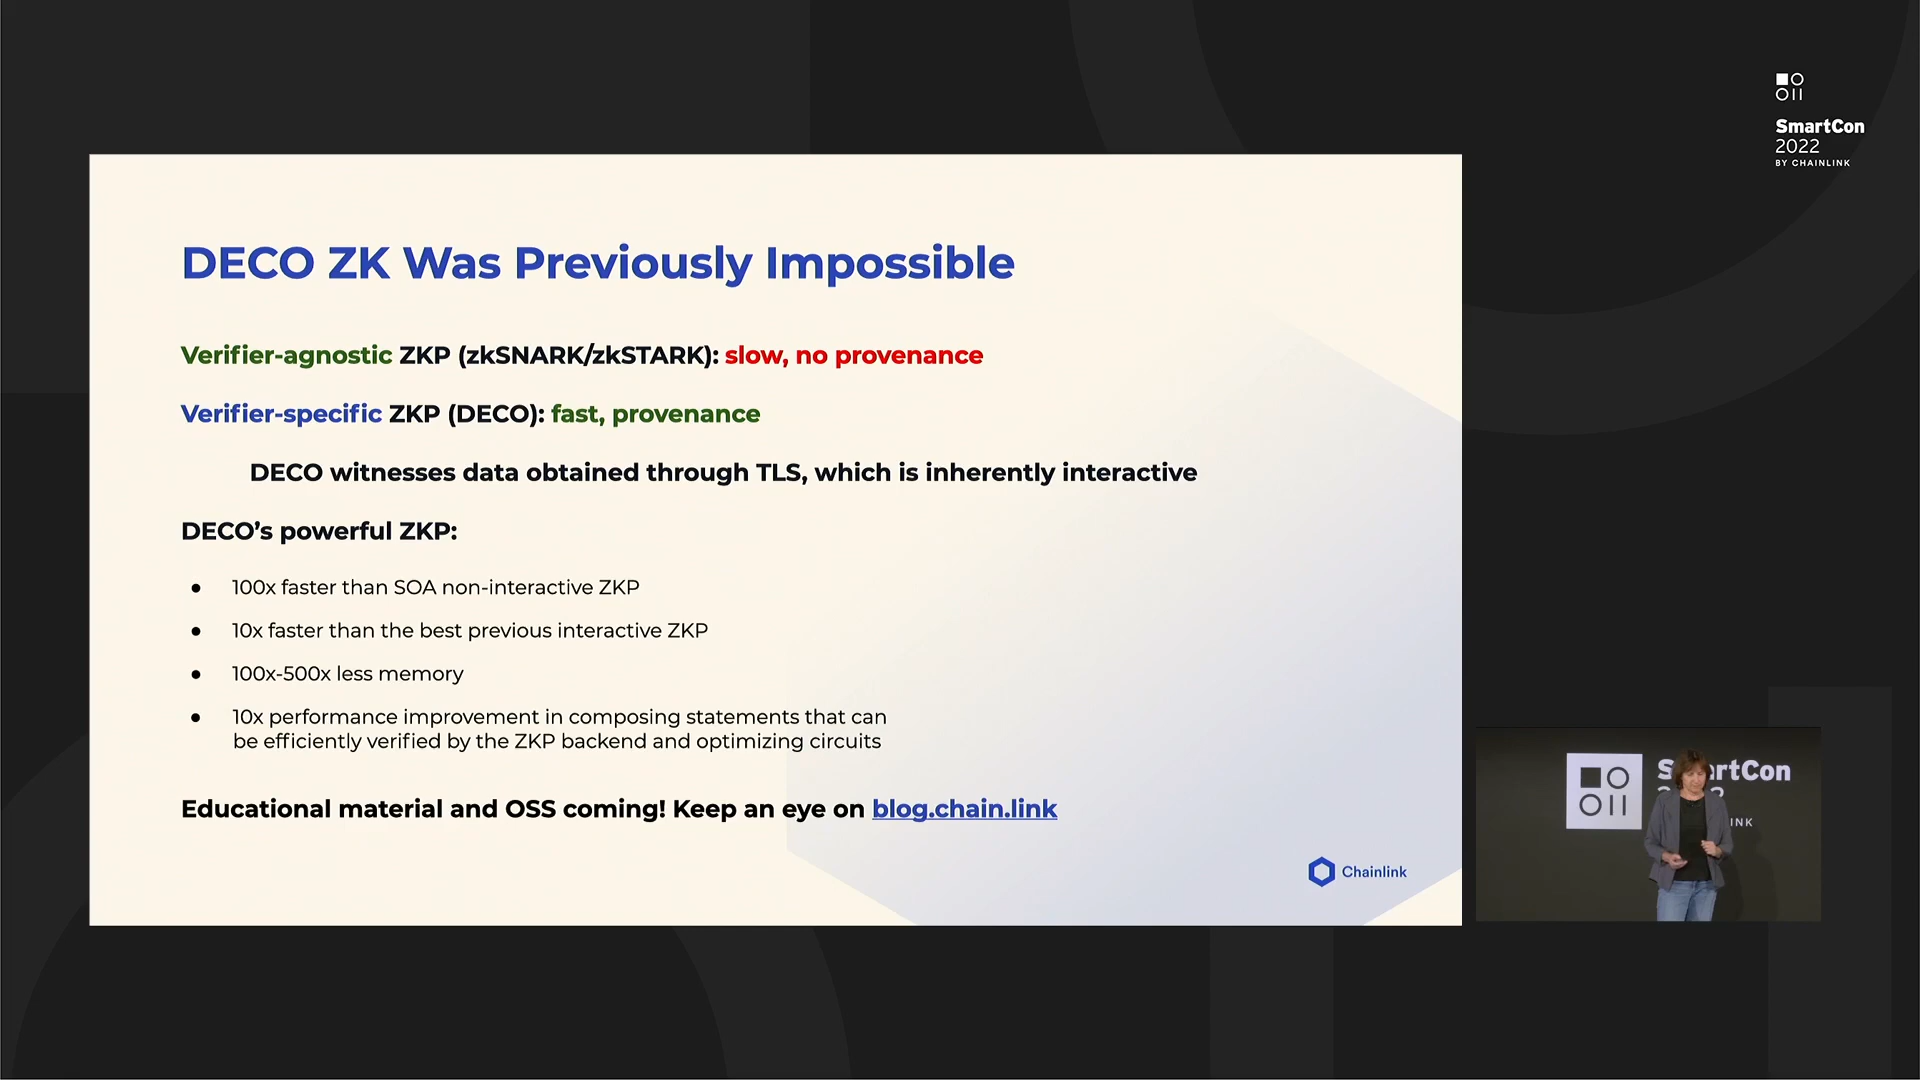 SmartCon
2022
BY CHAINLINK
DECO ZK Was Previously Impossible
Verifier-agnostic ZKP (zkSNARK/zkSTARK): slow, no provenance
Verifier-specific ZKP (DECO): fast, provenance
DECO witnesses data obtained through TLS, which is inherently interactive
DECO’s powerful ZKP:
● 100x faster than SOA non-interactive ZKP
● 10x faster than the best previous interactive ZKP
● 100x-500x less memory
● 10x performance improvement in composing statements that can
be efficiently verified by the ZKP backend and optimizing circuits
Educational material and OSS coming! Keep an eye on blog.chain.link
Chainlink